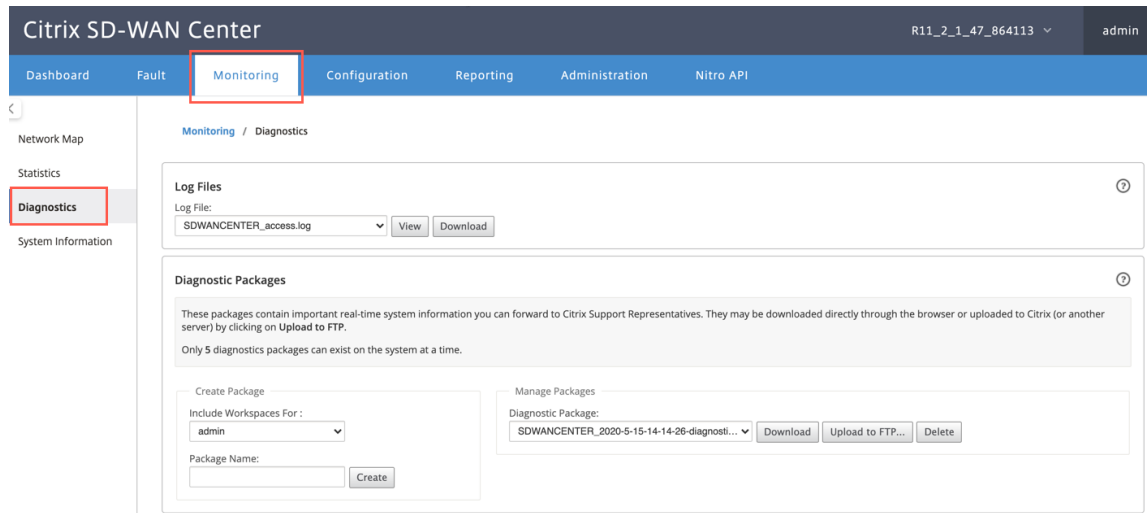 Citrix SD-WAN Center
R11_2_1_47_864113
admin
Dashboard Fault Monitoring Configuration Reporting Administration Nitro API
Network Map
Statistics
Diagnostics
System Information
Monitoring / Diagnostics
Log Files
Log File:
SDWANCENTER_access.log View Download
Diagnostic Packages
These packages contain important real-time system information you can forward to Citrix Support Representatives. They may be downloaded directly through the browser or uploaded to Citrix (or another
server) by clicking on Upload to FTP.
Only 5 diagnostics packages can exist on the system at a time.
Create Package
Include Workspaces For :
admin
Package Name:
Create
Manage Packages
Diagnostic Package:
SDWANCENTER_2020-5-15-14-14-26-diagnosti... Download Upload to FTP... Delete